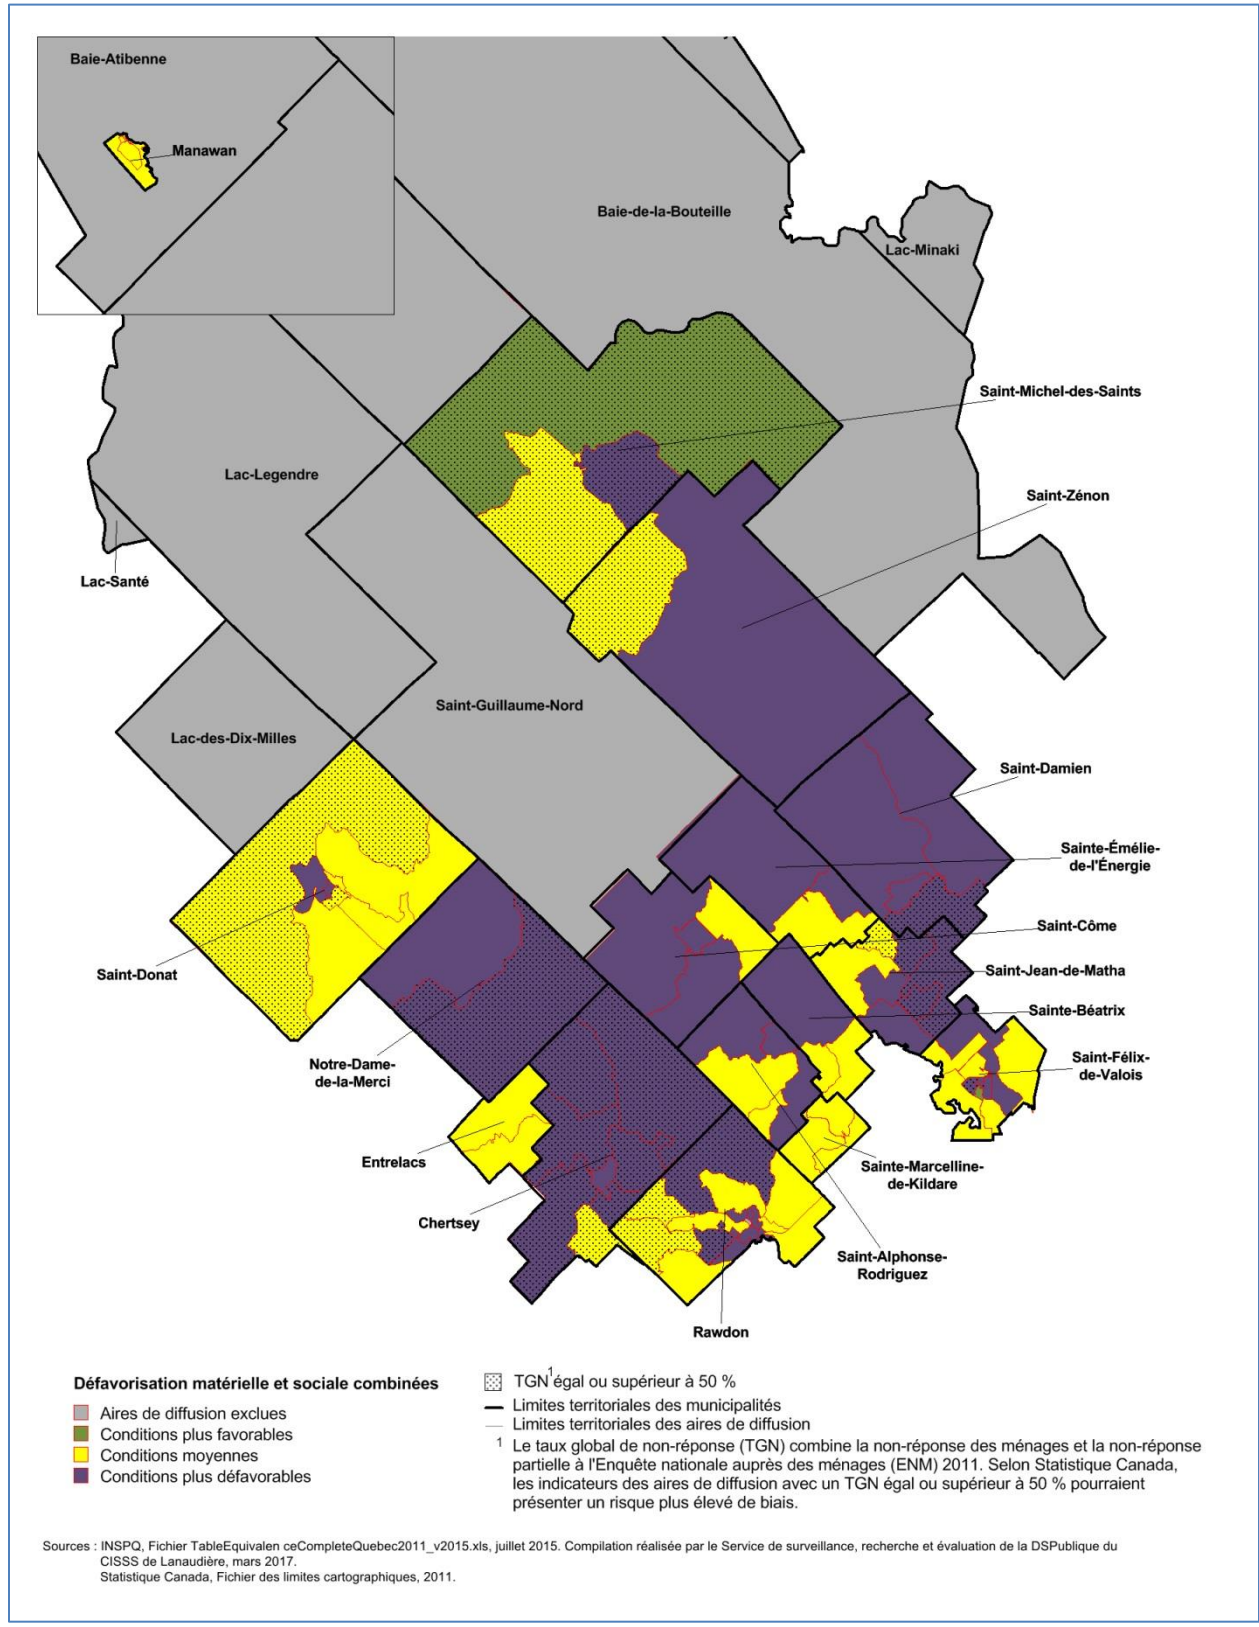 Baie-Atibenne
Manawan
Baie-de-la-Bouteille
Lac-Minaki
Saint-Michel-des-Saints
Lac-Legendre
Saint-Zénon
Lac-Santé
Saint-Guillaume-Nord
Lac-des-Dix-Milles
Saint-Damien
Sainte-Émélie-
de-l'Énergie
Saint-Côme
Saint-Donat
Saint-Jean-de-Matha
Sainte-Béatrix
Notre-Dame-
de-la-Merci
Saint-Félix-
de-Valois
Entrelacs
Sainte-Marcelline-
de-Kildare
Chertsey
Saint-Alphonse-
Rodriguez
Rawdon
Défavorisation matérielle et sociale combinées
Aires de diffusion exclues
Conditions plus favorables
Conditions moyennes
Conditions plus défavorables
TGN1 égal ou supérieur à 50 %
Limites territoriales des municipalités
Limites territoriales des aires de diffusion
1 Le taux global de non-réponse (TGN) combine la non-réponse des ménages et la non-réponse
partielle à l'Enquête nationale auprès des ménages (ENM) 2011. Selon Statistique Canada,
les indicateurs des aires de diffusion avec un TGN égal ou supérieur à 50 % pourraient
présenter un risque plus élevé de biais.
Sources : INSPQ, Fichier TableEquivalen ceCompleteQuebec2011_v2015.xls, juillet 2015. Compilation réalisée par le Service de surveillance, recherche et évaluation de la DSPublique du
CISSS de Lanaudière, mars 2017.
Statistique Canada, Fichier des limites cartographiques, 2011.